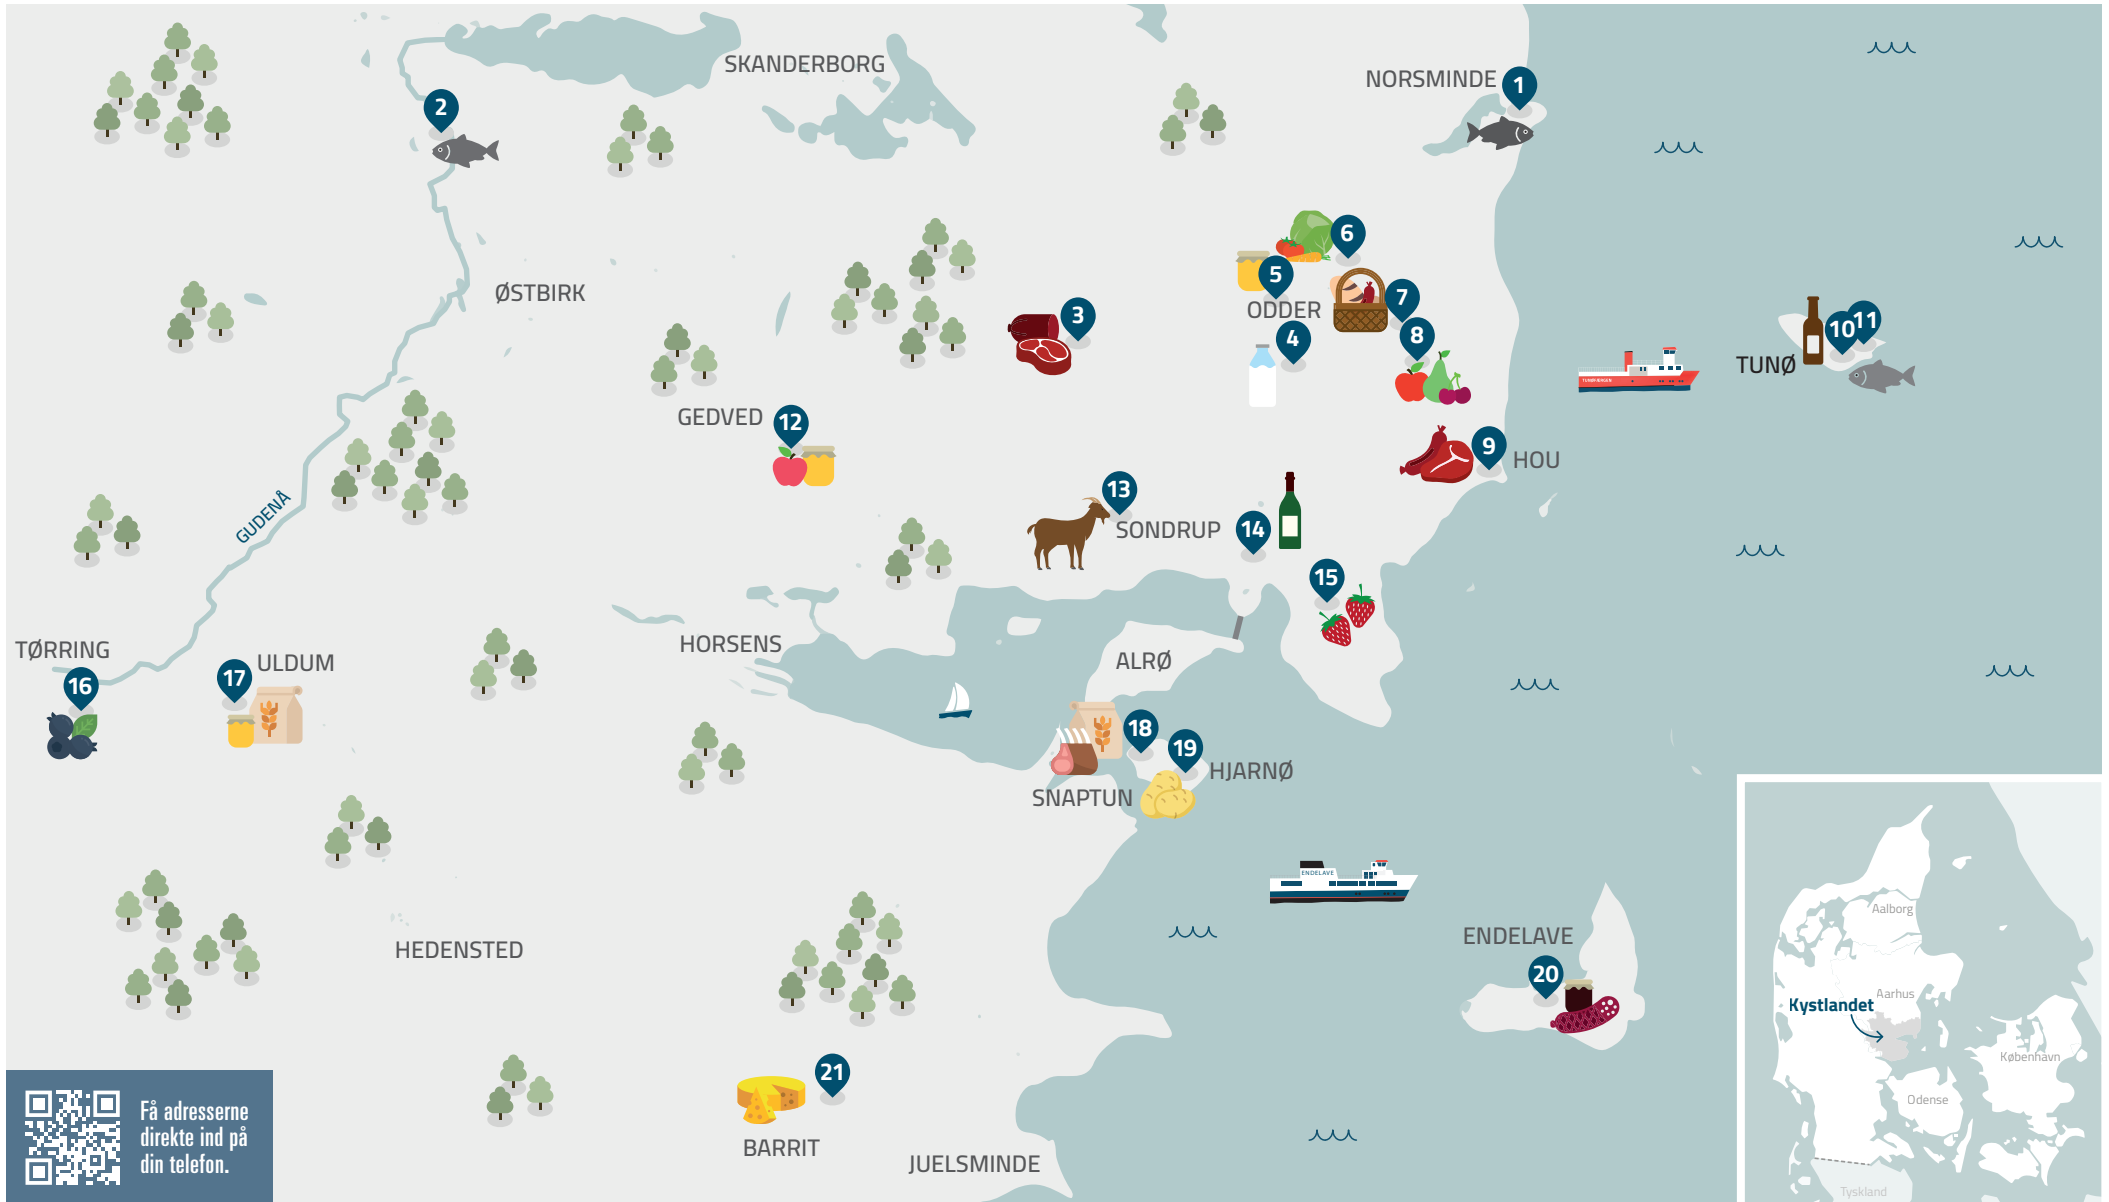 SKANDERBORG
NORSMINDE
1
2
6
5
7
ØSTBIRK
ODDER
3
4
8
10
11
TUNØ
TUNØFÆRGEN
GEDVED
12
9
HOU
13
SONDRUP
14
GUDENÅ
15
HORSENS
TØRRING
ULDUM
ALRØ
16
17
18
19
HJARNØ
SNAPTUN
ENDELAVE
ENDELAVE
20
HEDENSTED
21
BARRIT
JUELSMINDE
Få adresserne
direkte ind på
din telefon.
Aalborg
Aarhus
Kystlandet
København
Odense
Tyskland